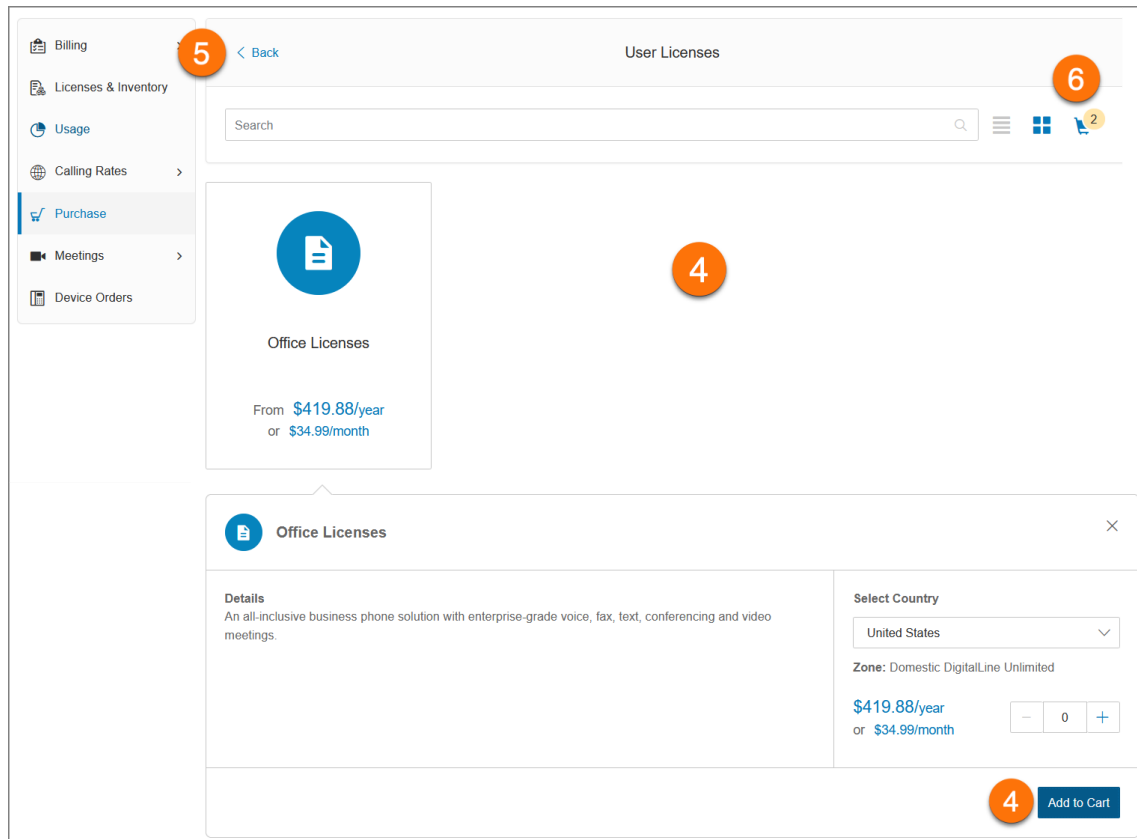 Billing
Licenses & Inventory
Usage
Calling Rates
Purchase
Meetings
Device Orders
5
Back
User Licenses
6
Search
2
Office Licenses
From $419.88/year
or $34.99/month
4
Office Licenses
Details
An all-inclusive business phone solution with enterprise-grade voice, fax, text, conferencing and video
meetings.
Select Country
United States
Zone: Domestic DigitalLine Unlimited
$419.88/year
or $34.99/month
0
4
Add to Cart